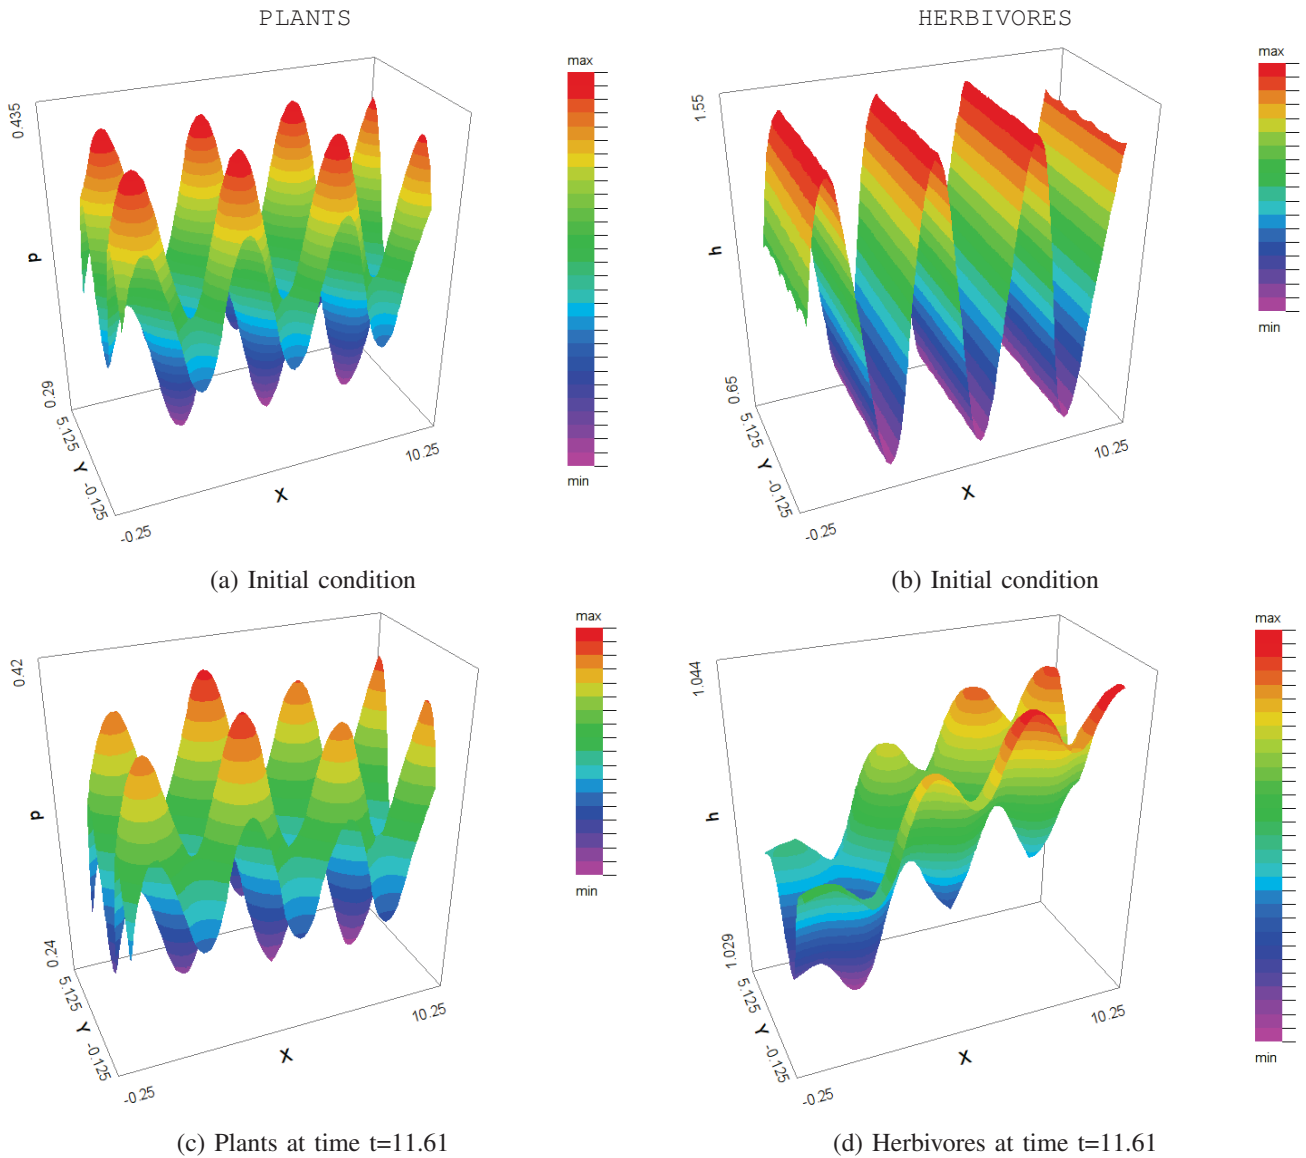 PLANTS
HERBIVORES
max
0.435
p
0.29
5.125
Y
-0.125
-0.25
X
10.25
min
max
1.55
h
0.65
5.125
Y
-0.125
-0.25
X
10.25
min
(a) Initial condition
(b) Initial condition
max
0.42
p
0.24
5.125
Y
-0.125
-0.25
X
10.25
min
max
1.044
h
1.029
5.125
Y
-0.125
-0.25
X
10.25
min
(c) Plants at time t=11.61
(d) Herbivores at time t=11.61